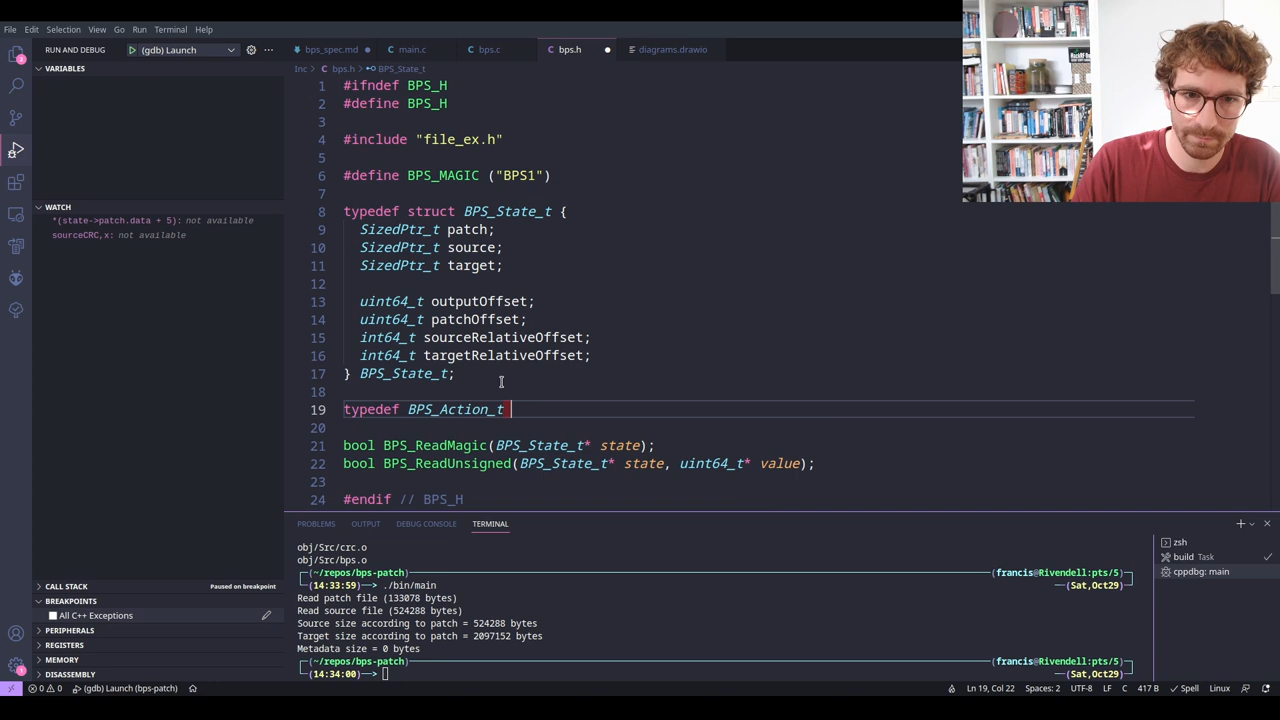 File Edit Selection View Go Run Terminal Help
RUN AND DEBUG (gdb) Launch
bps_spec.md main.c bps.c bps.h diagrams.drawio
VARIABLES
Inc > bps.h > BPS_State_t
1 #ifndef BPS_H
2 #define BPS_H
3
4 #include "file_ex.h"
5
6 #define BPS_MAGIC ("BPS1")
7
8 typedef struct BPS_State_t {
9 SizedPtr_t patch;
10 SizedPtr_t source;
11 SizedPtr_t target;
12
13 uint64_t outputOffset;
14 uint64_t patchOffset;
15 int64_t sourceRelativeOffset;
16 int64_t targetRelativeOffset;
17 } BPS_State_t;
18
19 typedef BPS_Action_t
20
21 bool BPS_ReadMagic(BPS_State_t* state);
22 bool BPS_ReadUnsigned(BPS_State_t* state, uint64_t* value);
23
24 #endif // BPS_H
WATCH
*(state->patch.data + 5): not available
sourceCRC,x: not available
CALL STACK Paused on breakpoint
BREAKPOINTS
All C++ Exceptions
PERIPHERALS
REGISTERS
MEMORY
DISASSEMBLY
PROBLEMS OUTPUT DEBUG CONSOLE TERMINAL
obj/Src/crc.o
obj/Src/bps.o
(~/repos/bps-patch) (francis@Rivendell:pts/5)
(14:33:59)──> ./bin/main (Sat,Oct29)
Read patch file (133078 bytes)
Read source file (524288 bytes)
Source size according to patch = 524288 bytes
Target size according to patch = 2097152 bytes
Metadata size = 0 bytes
(~/repos/bps-patch) (francis@Rivendell:pts/5)
(14:34:00)──> (Sat,Oct29)
zsh
build Task
cppdbg: main
0 0 (gdb) Launch (bps-patch) Ln 19, Col 22 Spaces: 2 UTF-8 LF C 417 B Spell Linux